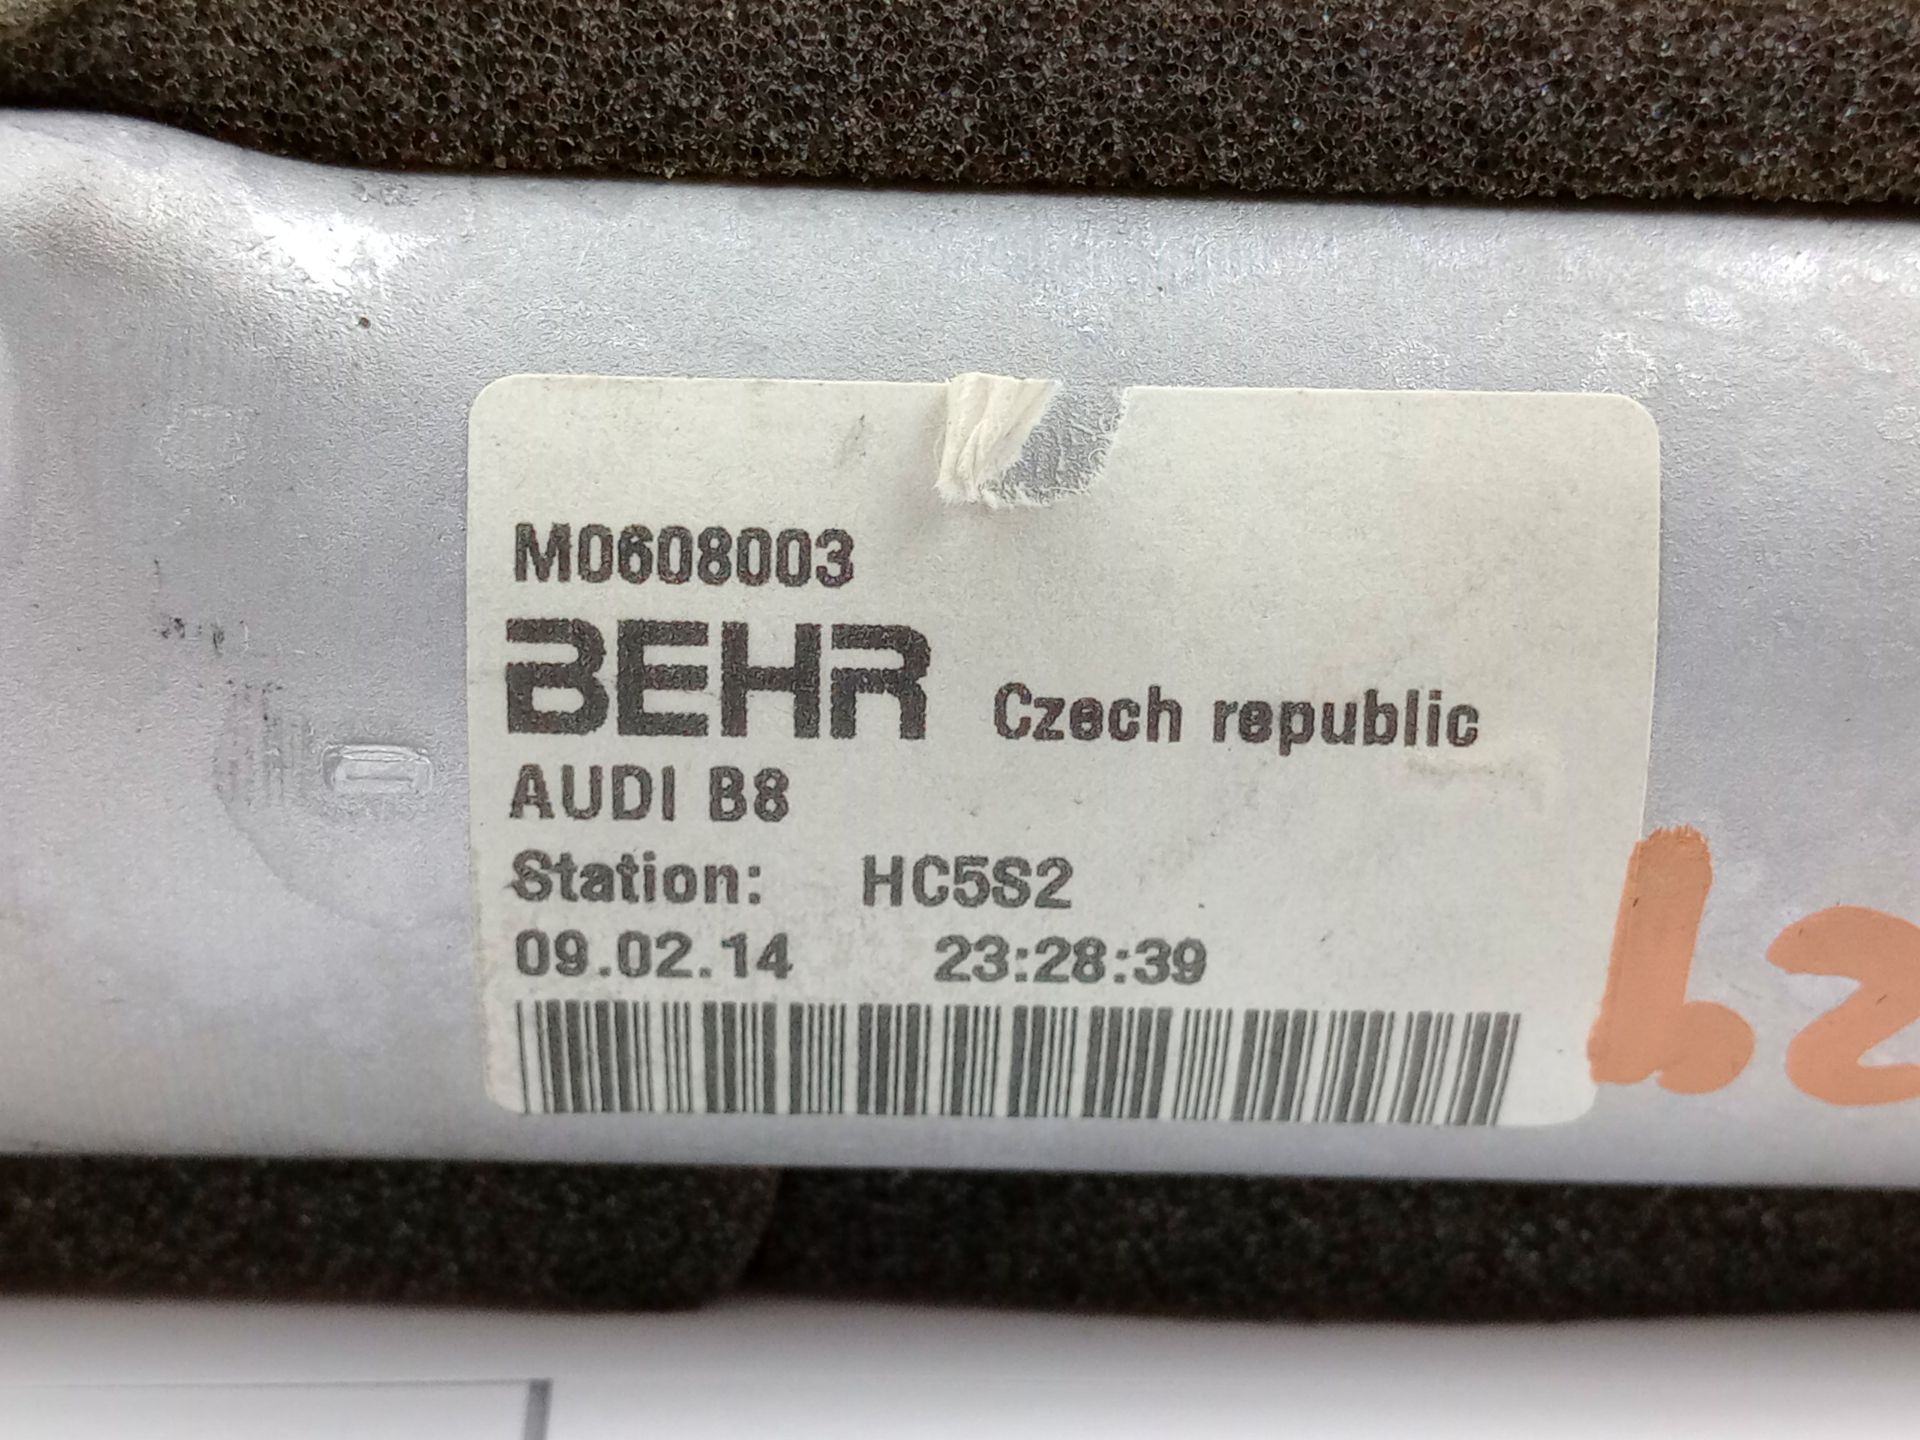 M0608003
BEHR Czech republic
AUDI B8
Station: HC5S2
09.02.14 23:28:39